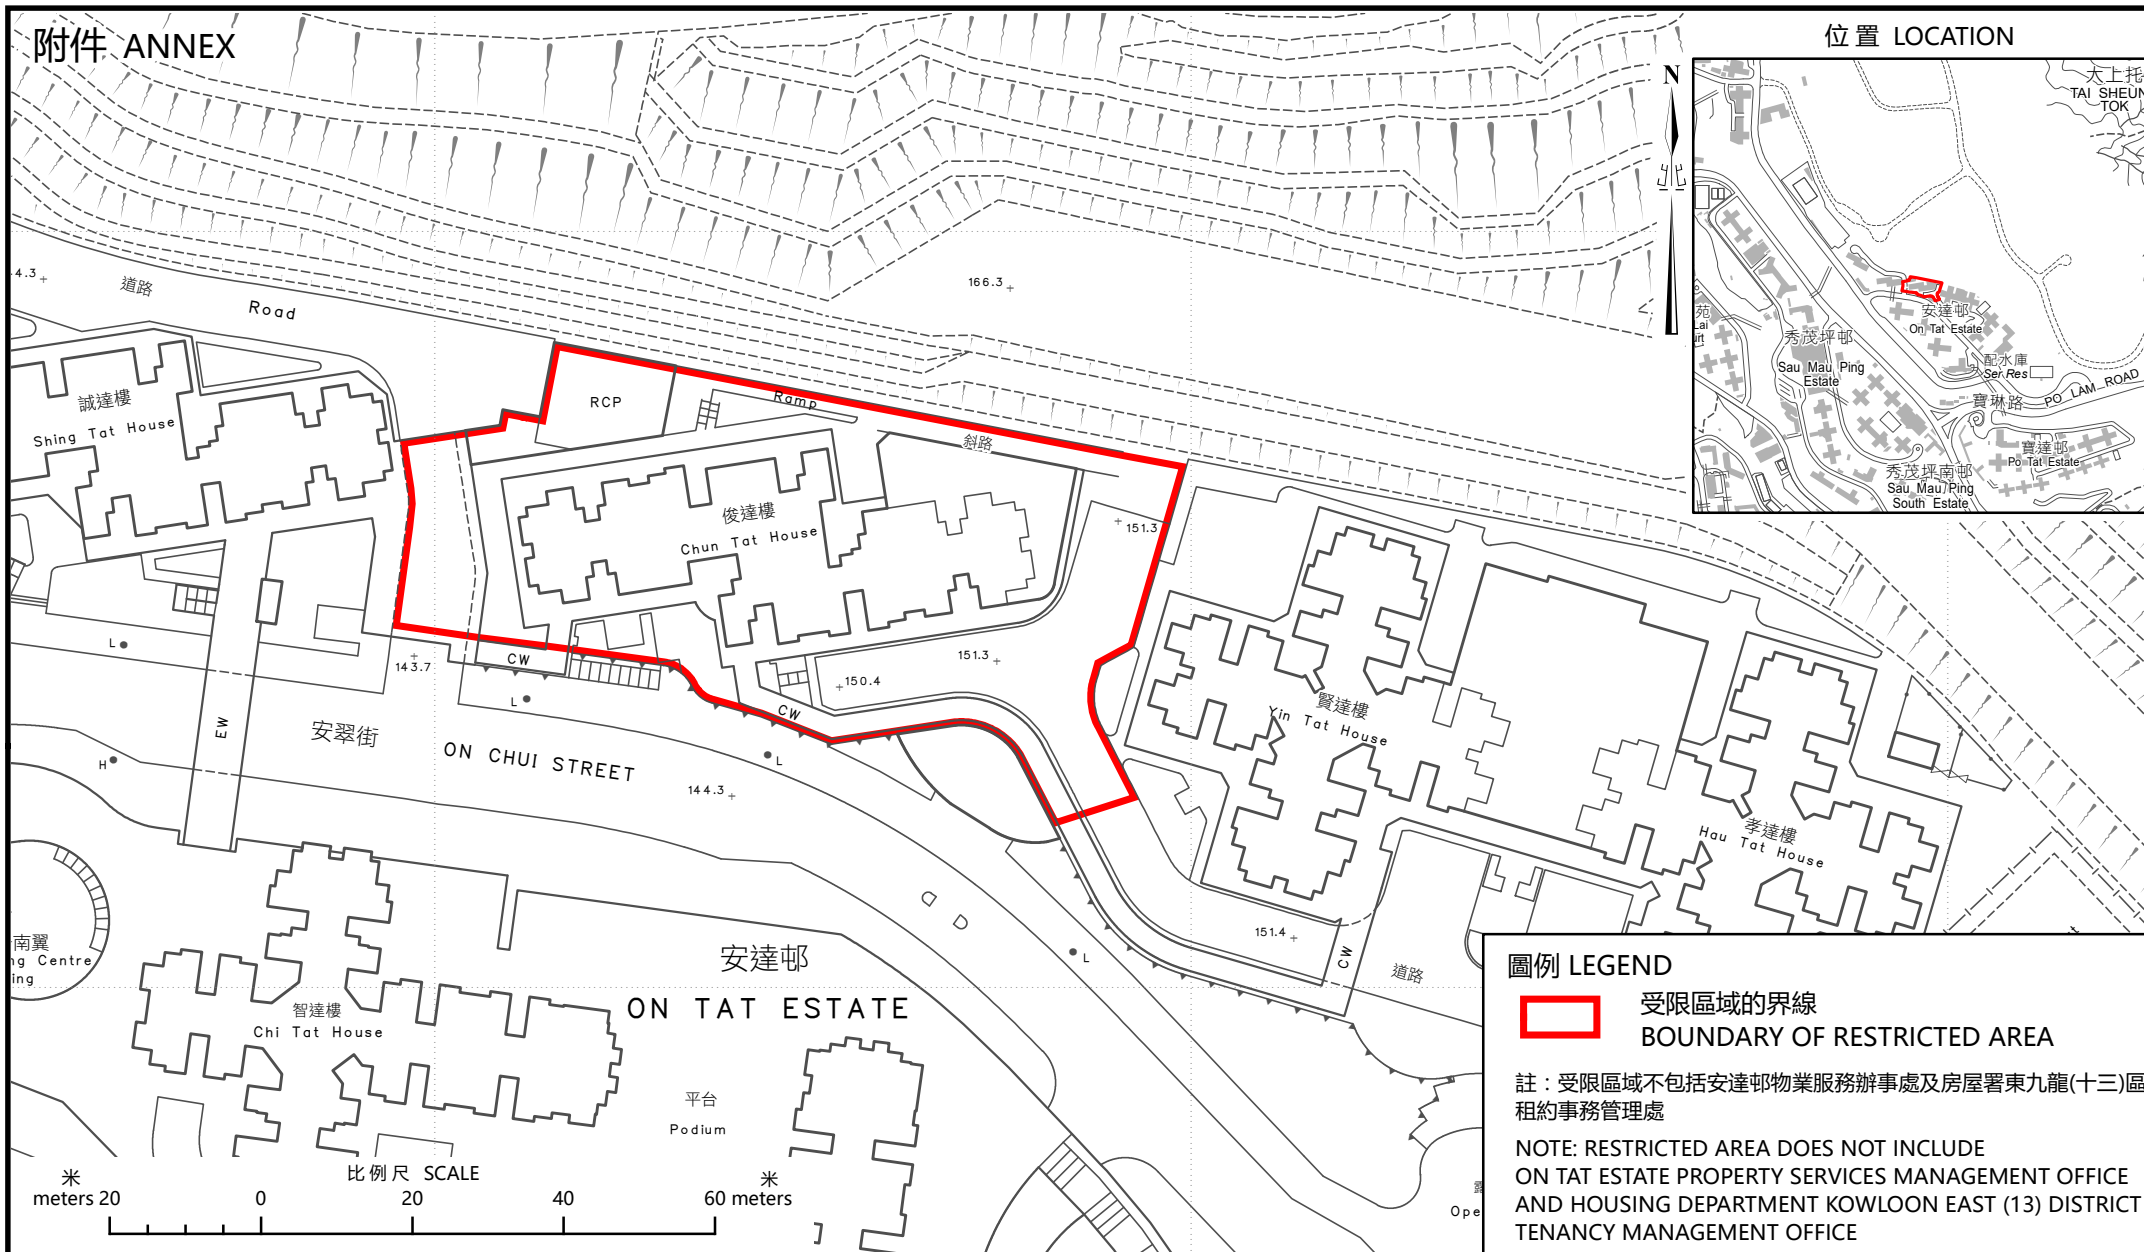 附件 ANNEX
位置 LOCATION
N
大上托
TAI SHEUN
TOK
苑
Lai
urt
安達邨
On Tat Estate
秀茂坪邨
Sau Mau Ping
Estate
配水庫
Ser Res
PO LAM ROAD
寶琳路
寶達邨
Po Tat Estate
秀茂坪南邨
Sau Mau Ping
South Estate
4.3
道路
Road
166.3
誠達樓
Shing Tat House
RCP
Ramp
斜路
俊達樓
Chun Tat House
151.3
L
143.7
CW
L
151.3
150.4
CW
L
EW
H
安翠街
ON CHUI STREET
144.3
賢達樓
Yin Tat House
孝達樓
Hau Tat House
151.4
CW
道路
L
南翼
ng Centre
ing
安達邨
ON TAT ESTATE
智達樓
Chi Tat House
平台
Podium
Ope
比例尺 SCALE
米
meters 20 0 20 40 60 meters
米
圖例 LEGEND
受限區域的界線
BOUNDARY OF RESTRICTED AREA
註：受限區域不包括安達邨物業服務辦事處及房屋署東九龍(十三)區
租約事務管理處
NOTE: RESTRICTED AREA DOES NOT INCLUDE
ON TAT ESTATE PROPERTY SERVICES MANAGEMENT OFFICE
AND HOUSING DEPARTMENT KOWLOON EAST (13) DISTRICT
TENANCY MANAGEMENT OFFICE